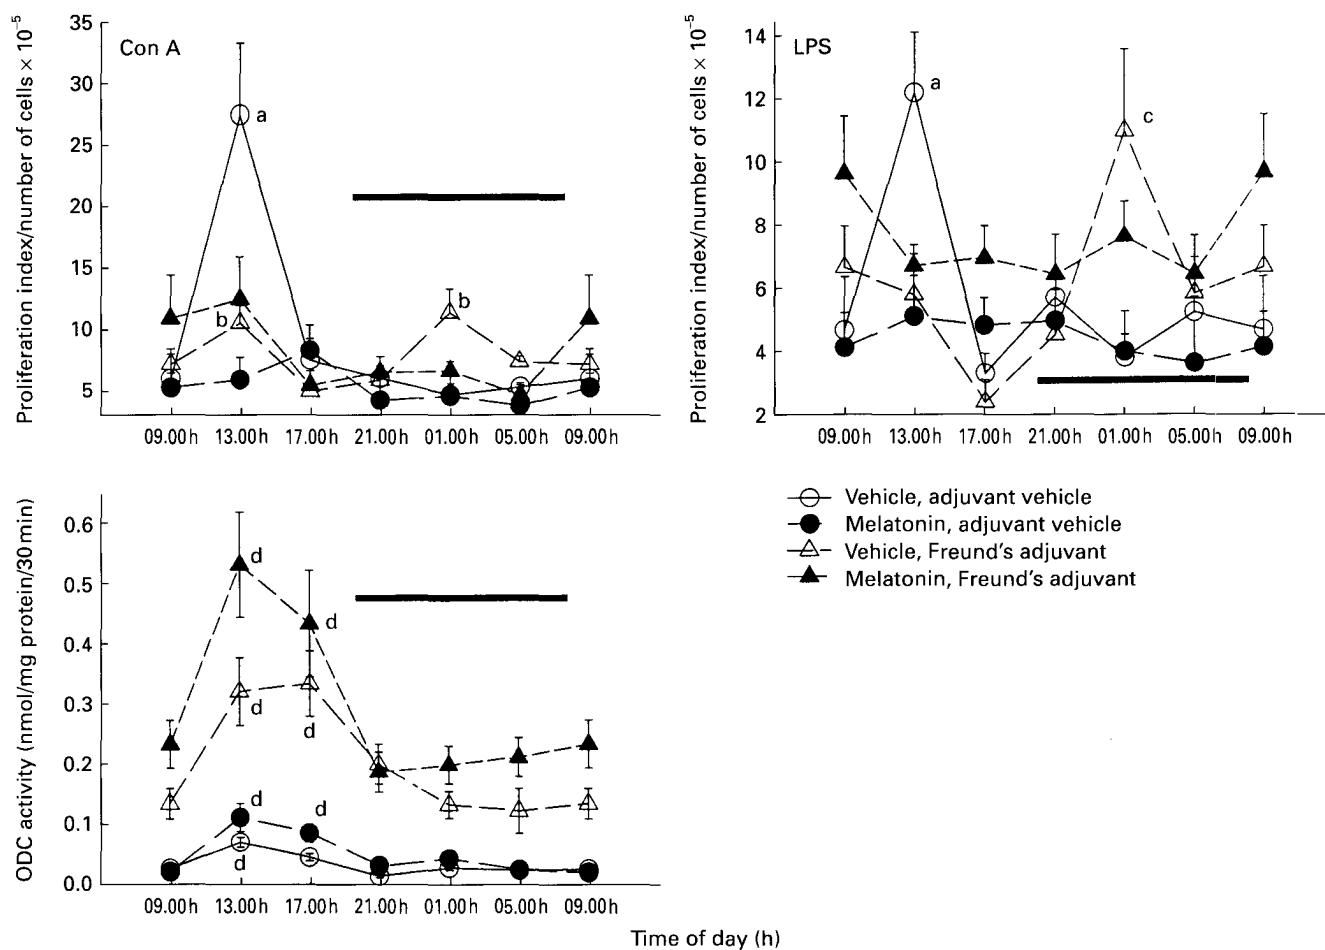 Con A
Proliferation index/number of cells × 10⁻⁵
35
30
25
20
15
10
5
a
b
b
09.00h 13.00h 17.00h 21.00h 01.00h 05.00h 09.00h
LPS
Proliferation index/number of cells × 10⁻⁵
14
12
10
8
6
4
2
a
c
09.00h 13.00h 17.00h 21.00h 01.00h 05.00h 09.00h
Vehicle, adjuvant vehicle
Melatonin, adjuvant vehicle
Vehicle, Freund's adjuvant
Melatonin, Freund's adjuvant
ODC activity (nmol/mg protein/30 min)
0.6
0.5
0.4
0.3
0.2
0.1
0.0
d
d
d
d
d
d
d
09.00h 13.00h 17.00h 21.00h 01.00h 05.00h 09.00h
Time of day (h)